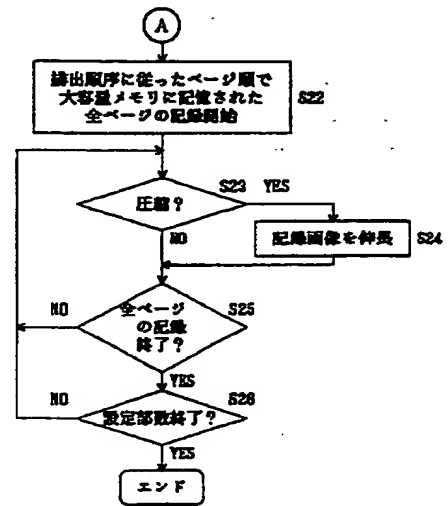 A
排出順序に従ったページ順で
大容量メモリに記憶された
全ページの記録開始
S22
S23 YES
圧縮?
NO
記録画像を伸長
S24
NO
S25
全ページ
の記録
終了?
YES
NO
S26
設定部数終了?
YES
エンド